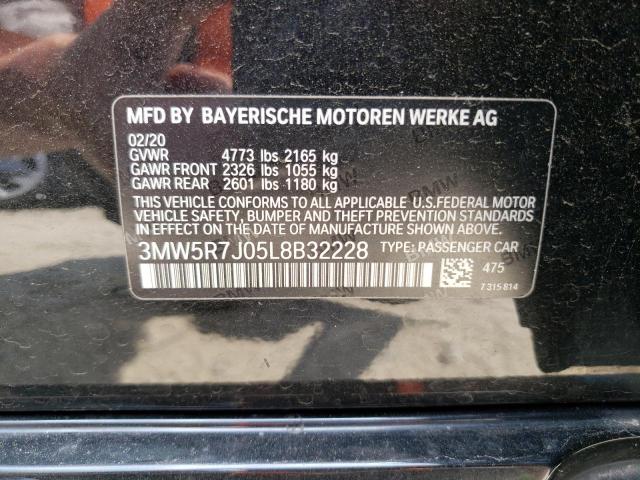 MFD BY BAYERISCHE MOTOREN WERKE AG
02/20
GVWR 4773 lbs 2165 kg
GAWR FRONT 2326 lbs 1055 kg
GAWR REAR 2601 lbs 1180 kg
THIS VEHICLE CONFORMS TO ALL APPLICABLE U.S.FEDERAL MOTOR
VEHICLE SAFETY, BUMPER AND THEFT PREVENTION STANDARDS
IN EFFECT ON THE DATE OF MANUFACTURE SHOWN ABOVE.
3MW5R7J05L8B32228 TYPE: PASSENGER CAR
475
7 315 814